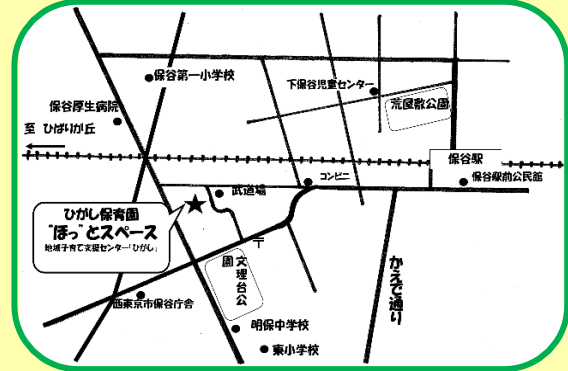 保谷第一小学校
下保谷児童センター
荒屋敷公園
保谷厚生病院
至 ひばりが丘
保谷駅
コンビニ
武道場
保谷駅前公民館
ひがし保育園
"ほっ"とスペース
地域子育て支援センター「ひがし」
〒
文理台公園
かえで通り
西東京市保谷庁舎
明保中学校
東小学校